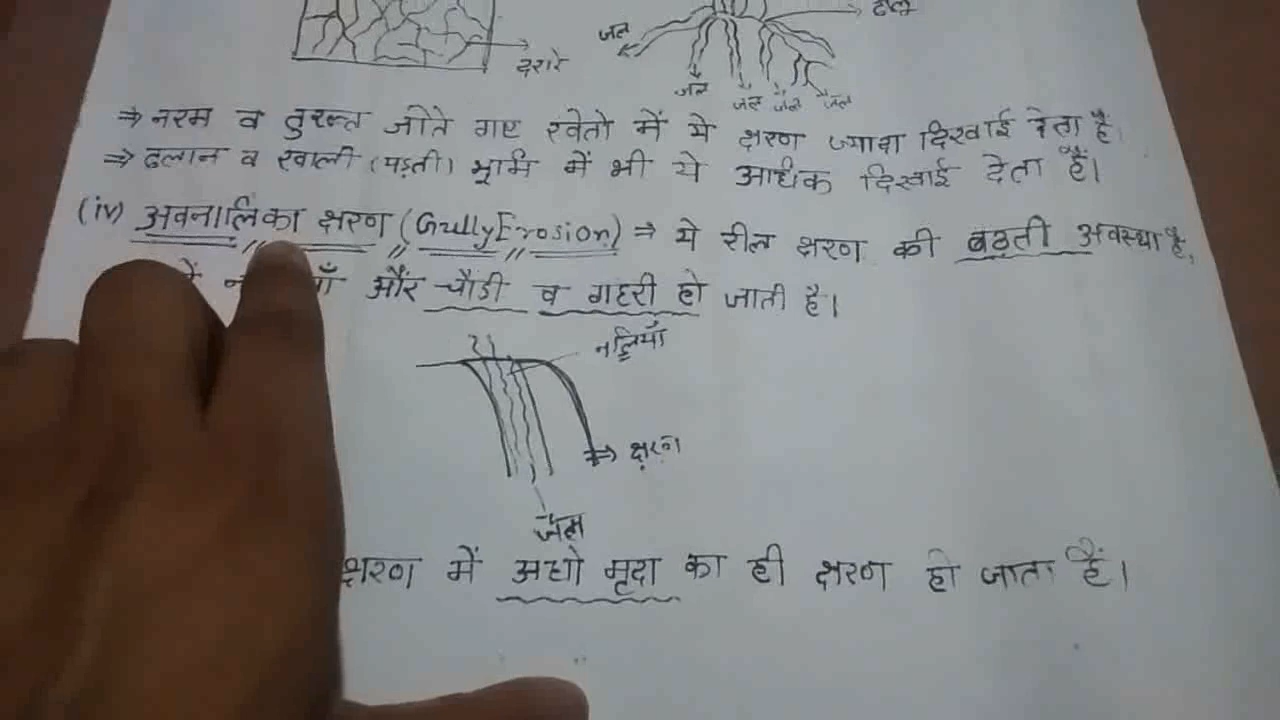 ढाल
जल
दरारे
जल जल जल जल
⇒ नरम व तुरन्त जोते गए खेतो में ये क्षरण ज्यादा दिखाई देता है।
⇒ ढलान व खाली (पड़ती) भूमि में भी ये अधिक दिखाई देता है।
(iv) अवनालिका क्षरण (Gully Erosion) ⇒ ये रील क्षरण की बढ़ती अवस्था है,
और चौडी व गहरी हो जाती है।
नलियाँ
⇒ क्षरण
जल
क्षरण में अधो मृदा का ही क्षरण हो जाता है।